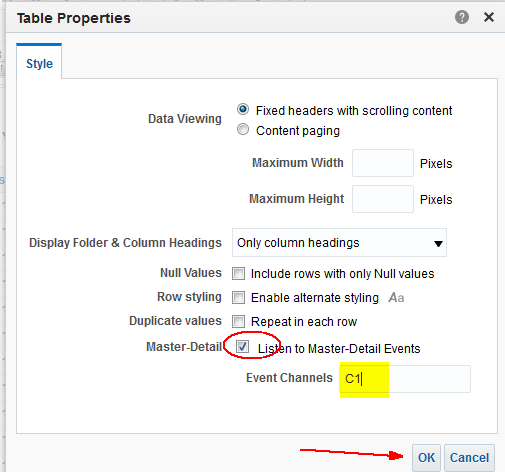 Table Properties
Style
Data Viewing Fixed headers with scrolling content
Content paging
Maximum Width Pixels
Maximum Height Pixels
Display Folder & Column Headings Only column headings
Null Values Include rows with only Null values
Row styling Enable alternate styling Aa
Duplicate values Repeat in each row
Master-Detail Listen to Master-Detail Events
Event Channels C1
OK Cancel